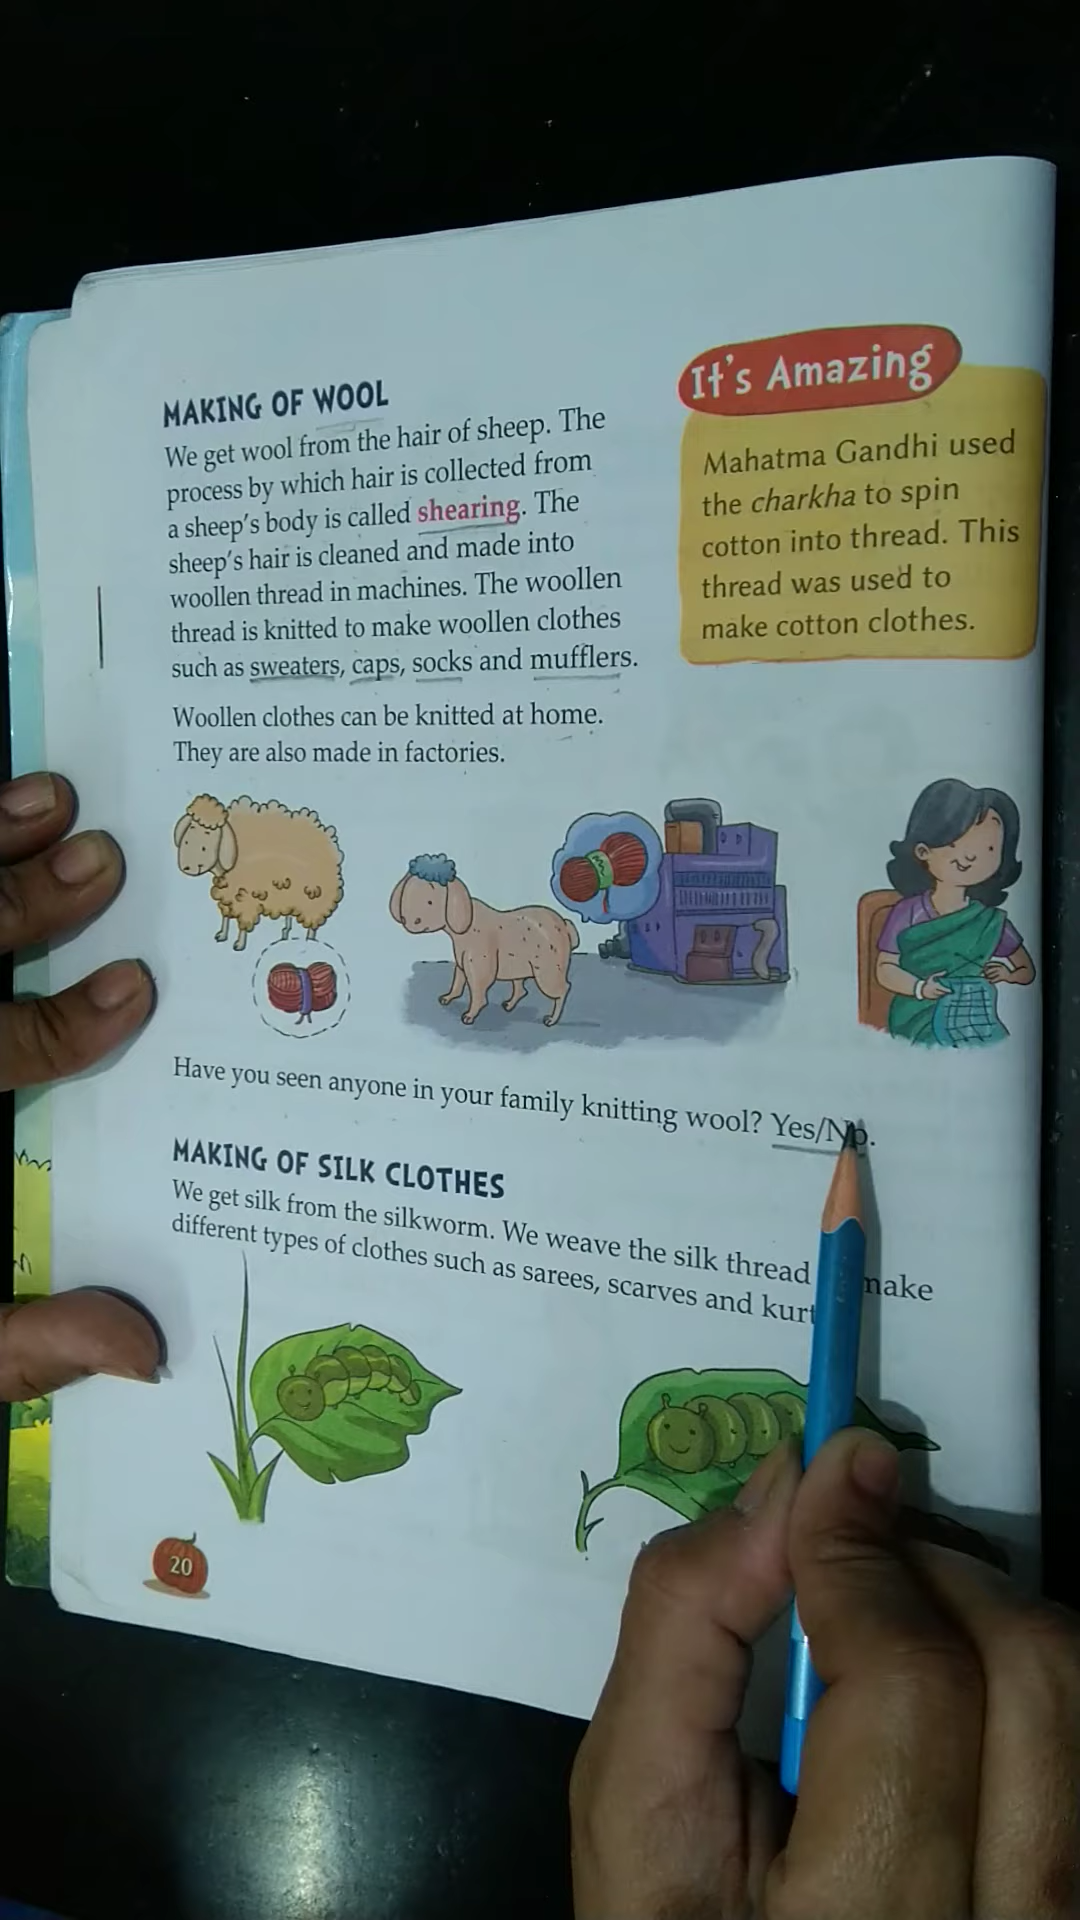 MAKING OF WOOL
We get wool from the hair of sheep. The
process by which hair is collected from
a sheep's body is called shearing. The
sheep's hair is cleaned and made into
woollen thread in machines. The woollen
thread is knitted to make woollen clothes
such as sweaters, caps, socks and mufflers.
Woollen clothes can be knitted at home.
They are also made in factories.
It's Amazing
Mahatma Gandhi used
the charkha to spin
cotton into thread. This
thread was used to
make cotton clothes.
Have you seen anyone in your family knitting wool? Yes/No.
MAKING OF SILK CLOTHES
We get silk from the silkworm. We weave the silk thread make
different types of clothes such as sarees, scarves and
20